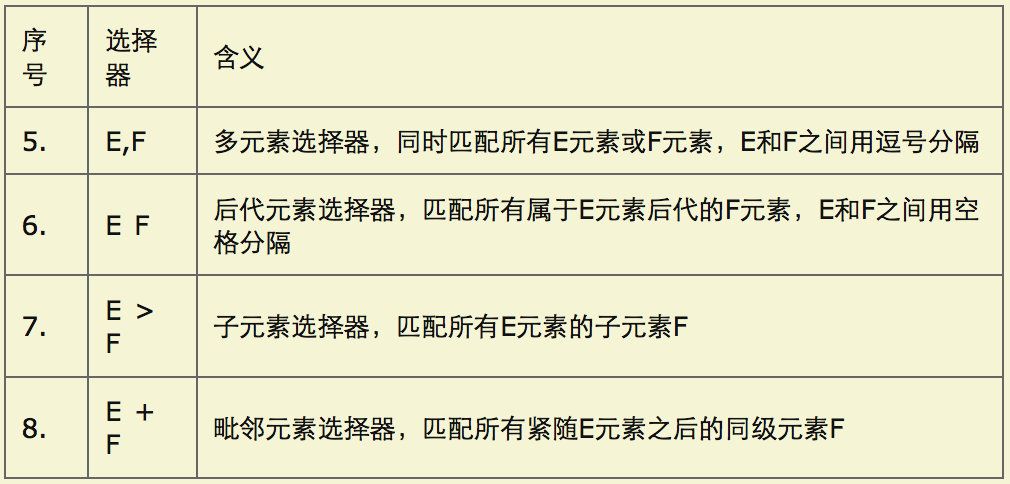 序
号
选择
器
含义
5.
E,F
多元素选择器，同时匹配所有E元素或F元素，E和F之间用逗号分隔
6.
E F
后代元素选择器，匹配所有属于E元素后代的F元素，E和F之间用空
格分隔
7.
E >
F
子元素选择器，匹配所有E元素的子元素F
8.
E +
F
毗邻元素选择器，匹配所有紧随E元素之后的同级元素F